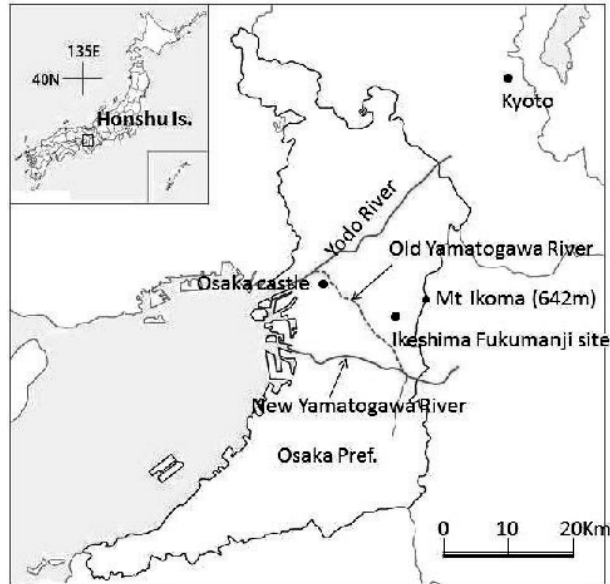 135E
40N
Honshu Is.
Kyoto
Yodo River
Old Yamatogawa River
Osaka castle
Mt Ikoma (642m)
Ikeshima Fukumanji site
New Yamatogawa River
Osaka Pref.
0 10 20Km